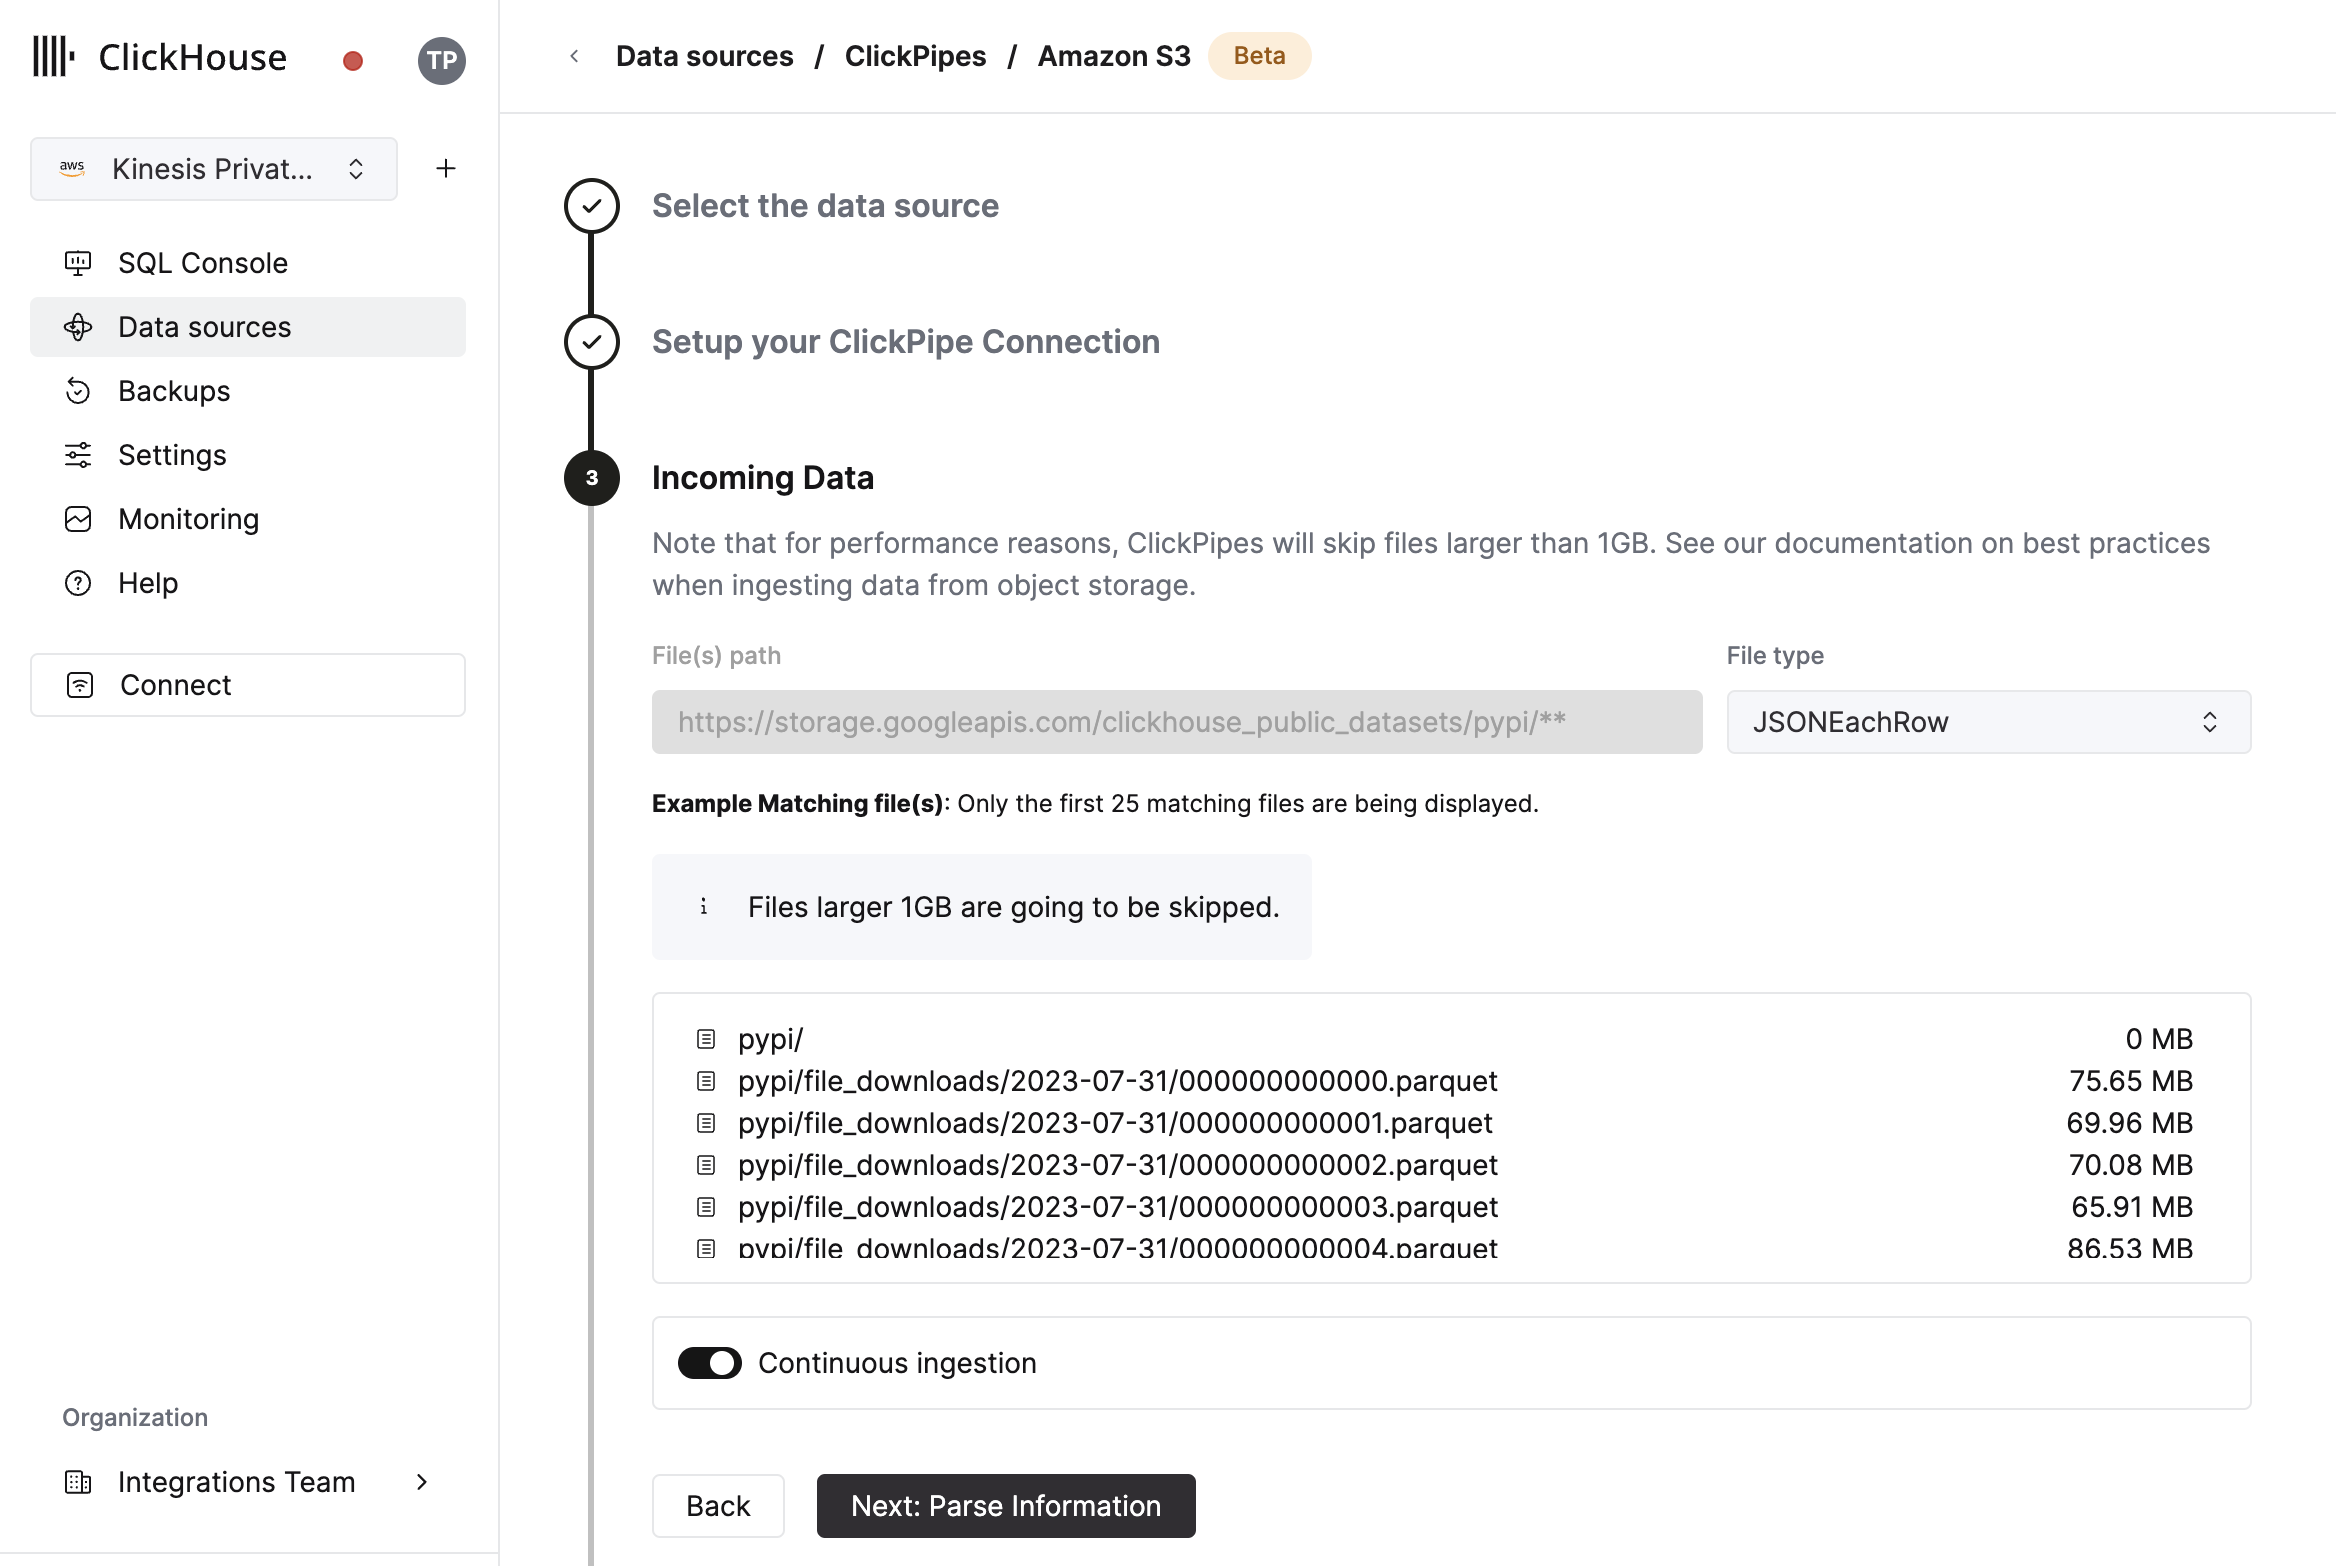 ClickHouse
TP
aws Kinesis Privat...
SQL Console
Data sources
Backups
Settings
Monitoring
Help
Connect
Organization
Integrations Team
Data sources / ClickPipes / Amazon S3 Beta
Select the data source
Setup your ClickPipe Connection
3 Incoming Data
Note that for performance reasons, ClickPipes will skip files larger than 1GB. See our documentation on best practices
when ingesting data from object storage.
File(s) path File type
https://storage.googleapis.com/clickhouse_public_datasets/pypi/** JSONEachRow
Example Matching file(s): Only the first 25 matching files are being displayed.
i Files larger 1GB are going to be skipped.
pypi/ 0 MB
pypi/file_downloads/2023-07-31/000000000000.parquet 75.65 MB
pypi/file_downloads/2023-07-31/000000000001.parquet 69.96 MB
pypi/file_downloads/2023-07-31/000000000002.parquet 70.08 MB
pypi/file_downloads/2023-07-31/000000000003.parquet 65.91 MB
pypi/file_downloads/2023-07-31/000000000004.parquet 86.53 MB
Continuous ingestion
Back Next: Parse Information